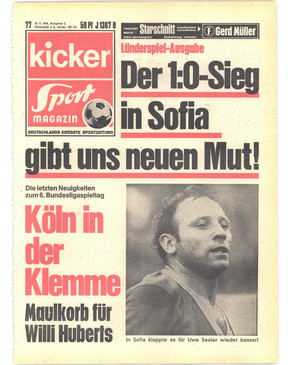 77
50 Pf J 1367 B
Starschnitt
Gerd Müller
kicker
Sport
MAGAZIN
DEUTSCHLANDS GRÖSSTE SPORTZEITUNG
Länderspiel-Ausgabe
Der 1:0-Sieg
in Sofia
gibt uns neuen Mut!
Die letzten Neuigkeiten
zum 6. Bundesligaspieltag
Köln in
der
Klemme
Maulkorb für
Willi Huberts
In Sofia klappte es für Uwe Seeler wieder besser!